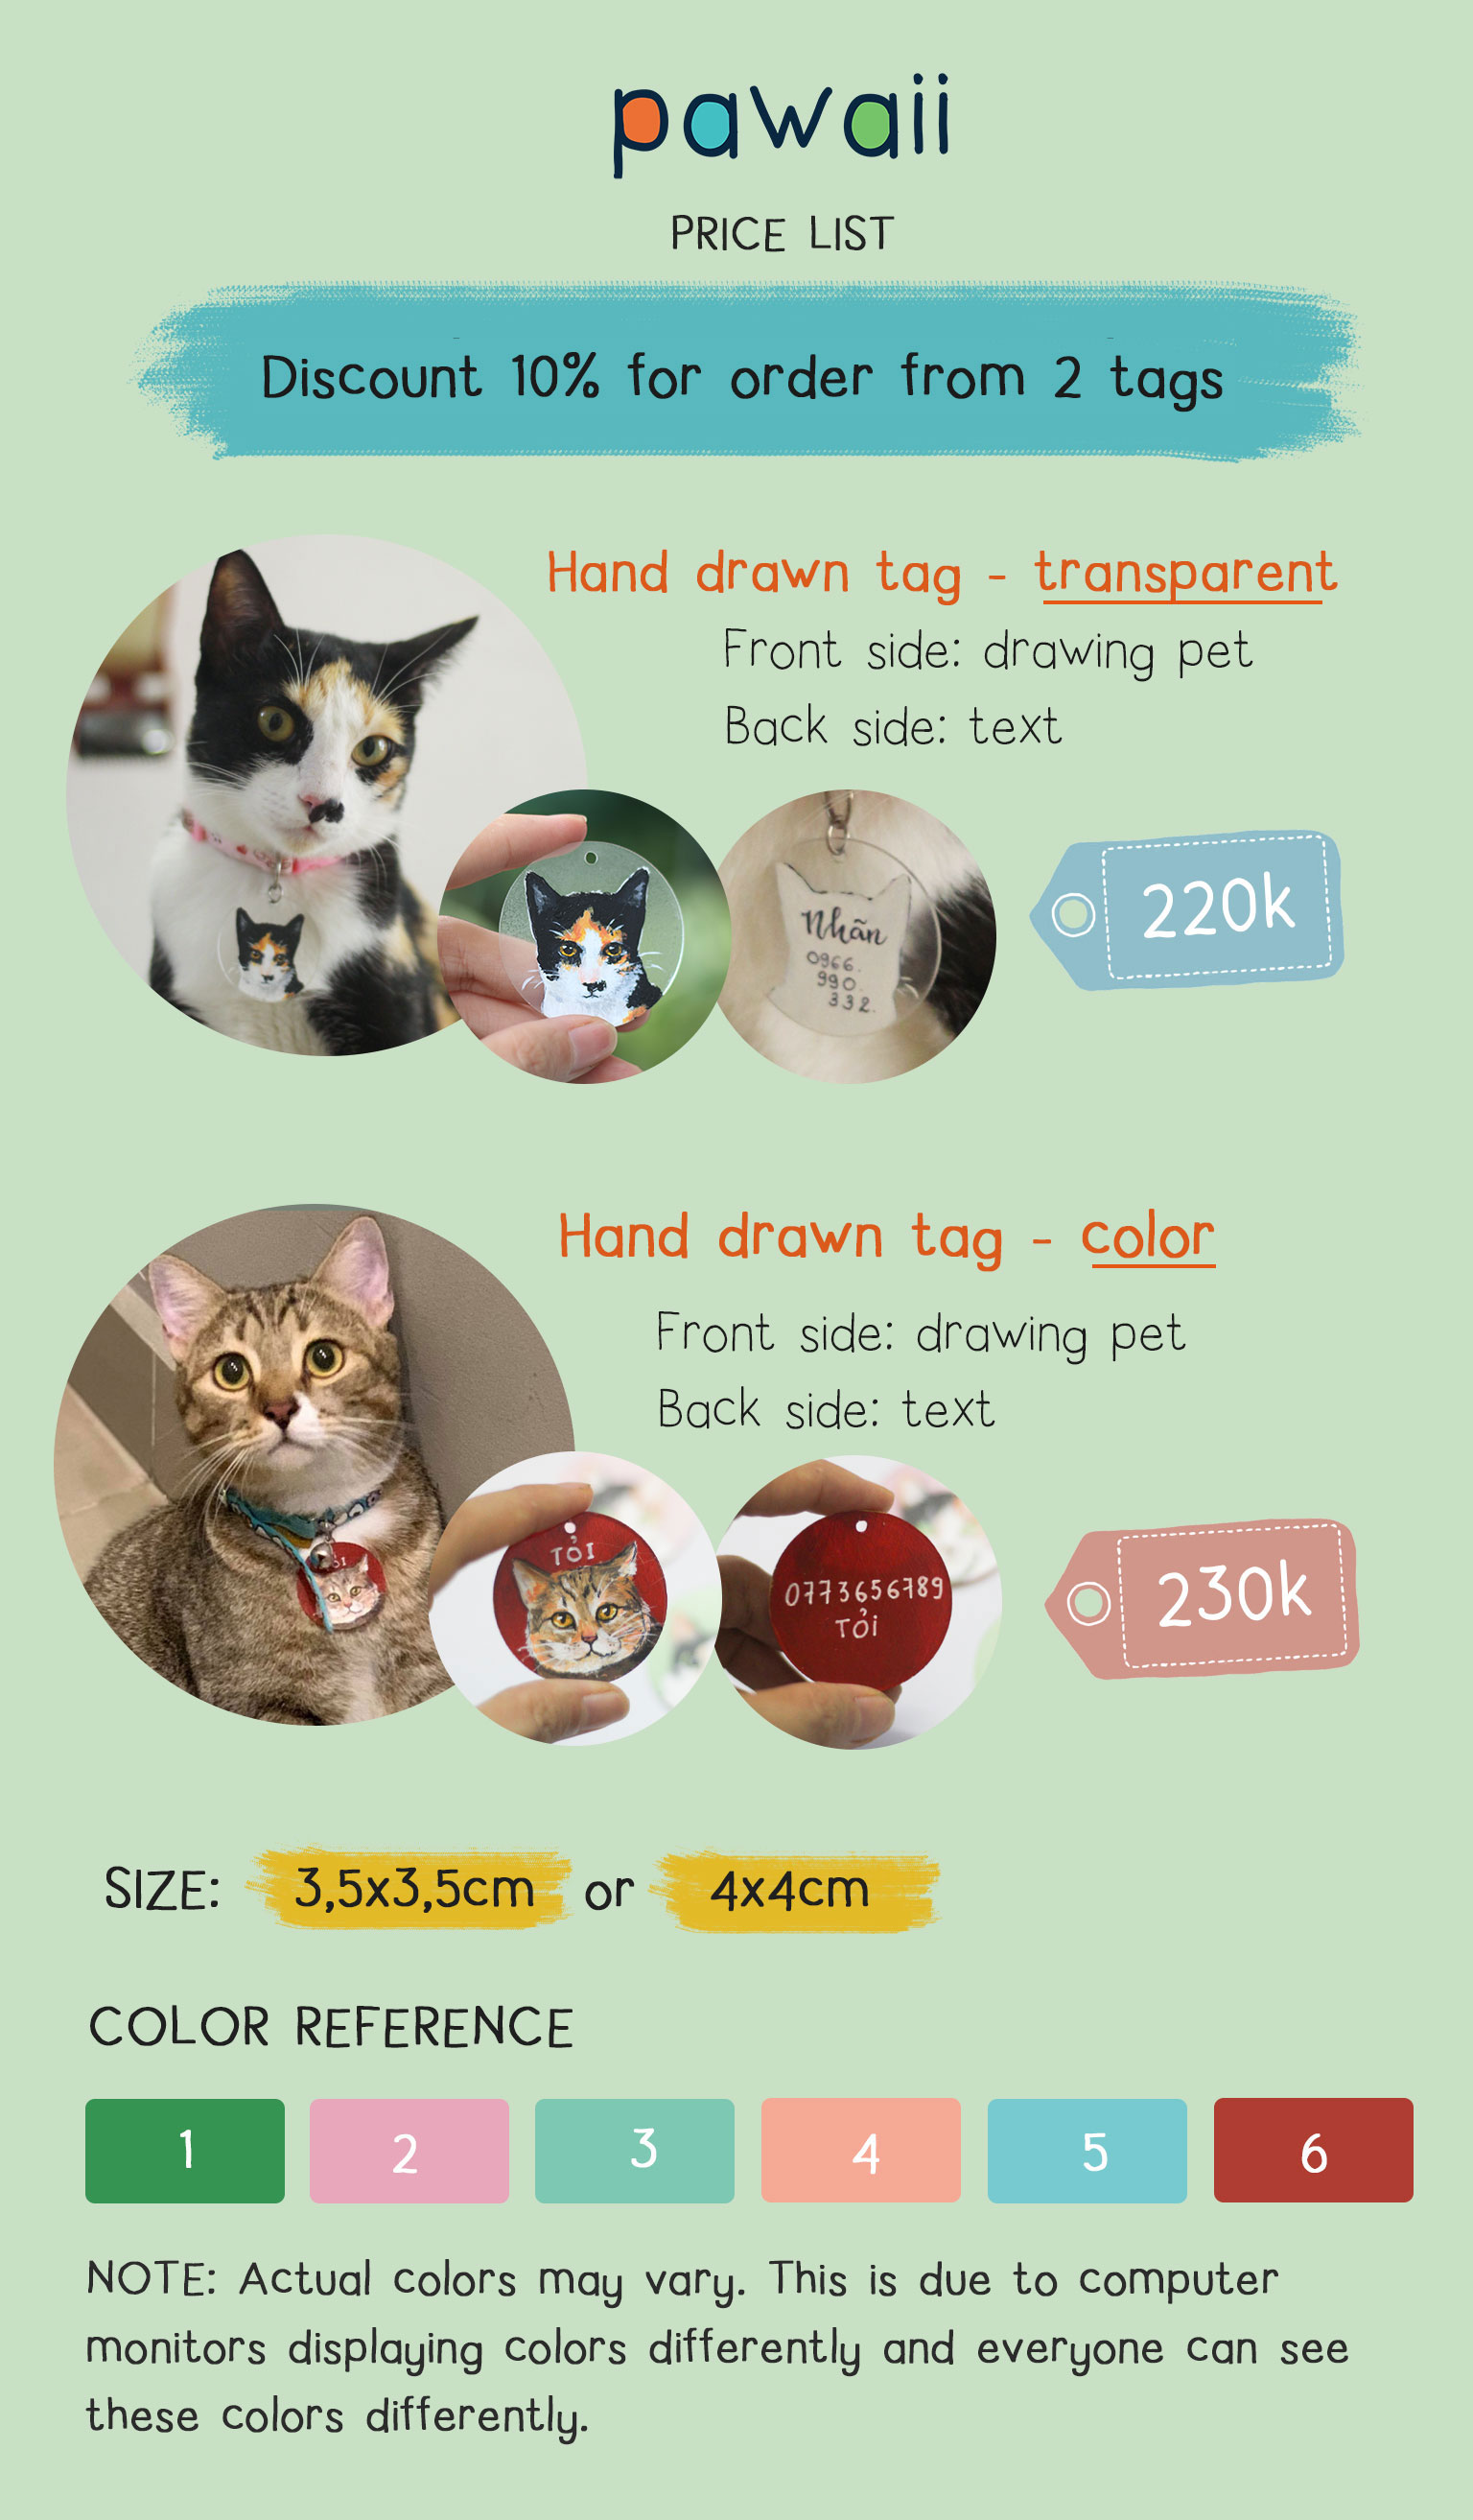 pawaii
PRICE LIST
Discount 10% for order from 2 tags
Hand drawn tag - transparent
Front side: drawing pet
Back side: text
Nhãn
0966.
990.
332.
220k
Hand drawn tag - color
Front side: drawing pet
Back side: text
TỎI
0773656789
TỎi
230k
SIZE: 3,5x3,5cm or 4x4cm
COLOR REFERENCE
1 2 3 4 5 6
NOTE: Actual colors may vary. This is due to computer
monitors displaying colors differently and everyone can see
these colors differently.